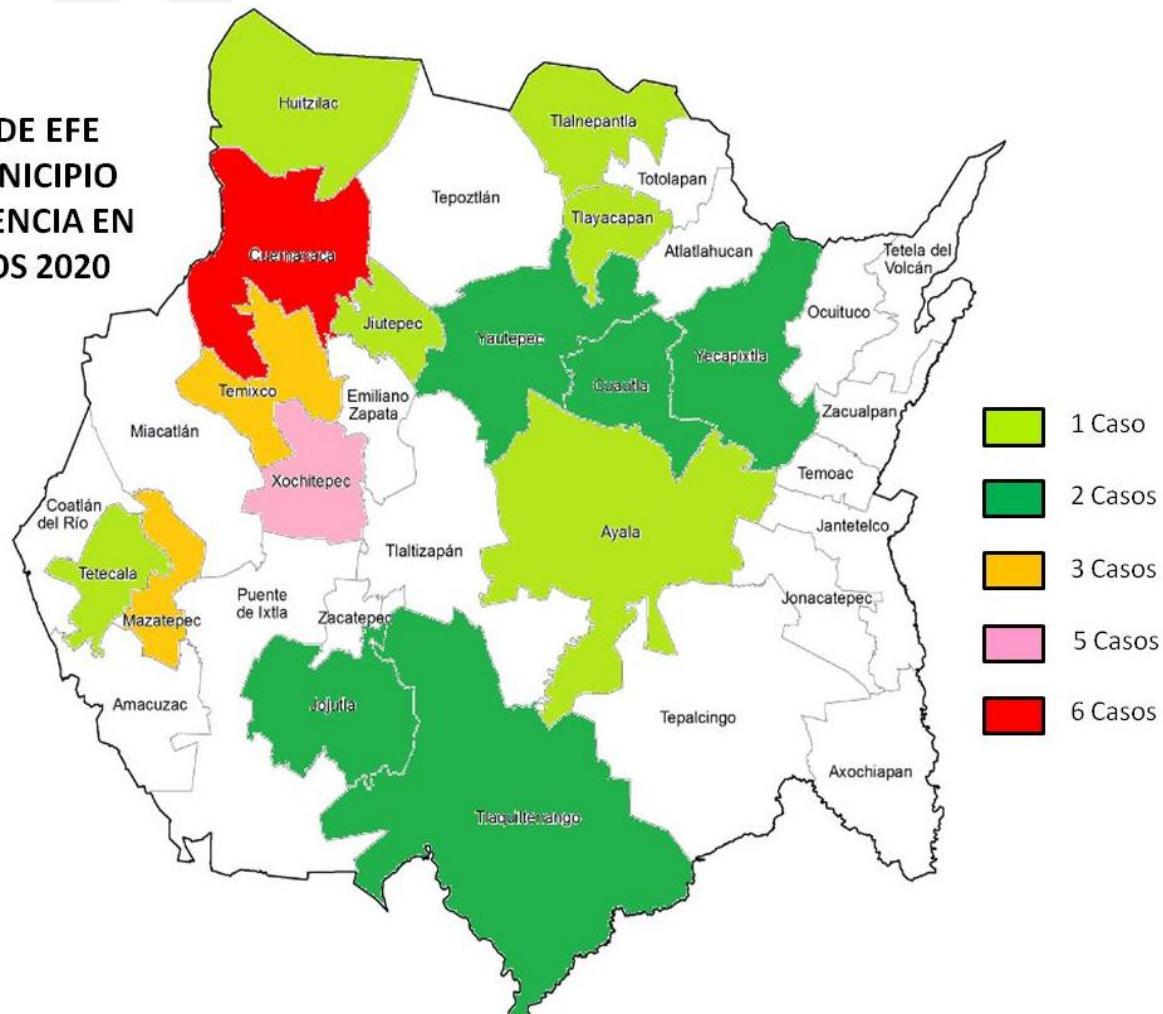 DE EFE
NICIPIO
ENCIA EN
OS 2020
Huitzilac
Tlalnepantla
Totolapan
Tepoztlán
Tlayacapan
Atlatlahucan
Tetela del
Volcán
Cuernavaca
Ocuituco
Jiutepec
Yautepec
Yecapixtla
Cuautla
Temixco
Emiliano
Zapata
Zacualpan
Miacatlán
Temoac
Xochitepec
Coatlán
del Río
Jantetelco
Ayala
Tlaltizapán
Tetecala
Puente
de Ixtla
Jonacatepec
Mazatepec
Zacatepec
Amacuzac
Jojutla
Tepalcingo
Axochiapan
Tlaquiltenango
1 Caso
2 Casos
3 Casos
5 Casos
6 Casos